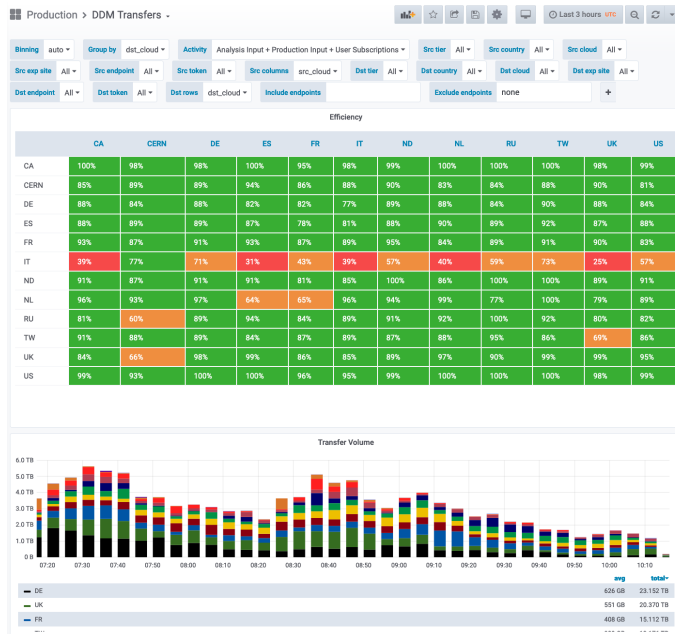 Production > DDM Transfers
Last 3 hours UTC
Binning auto Group by dst_cloud Activity Analysis Input + Production Input + User Subscriptions Src tier All Src country All Src cloud All
Src exp site All Src endpoint All Src token All Src columns src_cloud Dst tier All Dst country All Dst cloud All Dst exp site All
Dst endpoint All Dst token All Dst rows dst_cloud Include endpoints Exclude endpoints none +
Efficiency
CA CERN DE ES FR IT ND NL RU TW UK US
CA 100% 98% 98% 100% 95% 98% 99% 100% 100% 100% 98% 99%
CERN 85% 89% 89% 94% 86% 88% 90% 83% 84% 88% 90% 81%
DE 88% 84% 88% 82% 82% 77% 89% 88% 84% 90% 88% 84%
ES 88% 89% 89% 87% 78% 81% 88% 90% 89% 92% 87% 88%
FR 93% 87% 91% 93% 87% 89% 95% 84% 89% 91% 90% 83%
IT 39% 77% 71% 31% 43% 39% 57% 40% 59% 73% 25% 57%
ND 91% 87% 91% 91% 81% 85% 100% 86% 100% 100% 89% 91%
NL 96% 93% 97% 64% 65% 96% 94% 99% 77% 100% 79% 89%
RU 81% 60% 89% 94% 84% 89% 91% 92% 100% 92% 80% 82%
TW 91% 88% 89% 84% 87% 89% 87% 88% 95% 86% 69% 86%
UK 84% 66% 98% 99% 86% 85% 89% 97% 90% 99% 99% 95%
US 99% 93% 100% 100% 96% 95% 99% 100% 100% 100% 98% 99%
Transfer Volume
6.0 TB
5.0 TB
4.0 TB
3.0 TB
2.0 TB
1.0 TB
0 B
07:20 07:30 07:40 07:50 08:00 08:10 08:20 08:30 08:40 08:50 09:00 09:10 09:20 09:30 09:40 09:50 10:00 10:10
avg total
DE 626 GB 23.152 TB
UK 551 GB 20.370 TB
FR 408 GB 15.112 TB